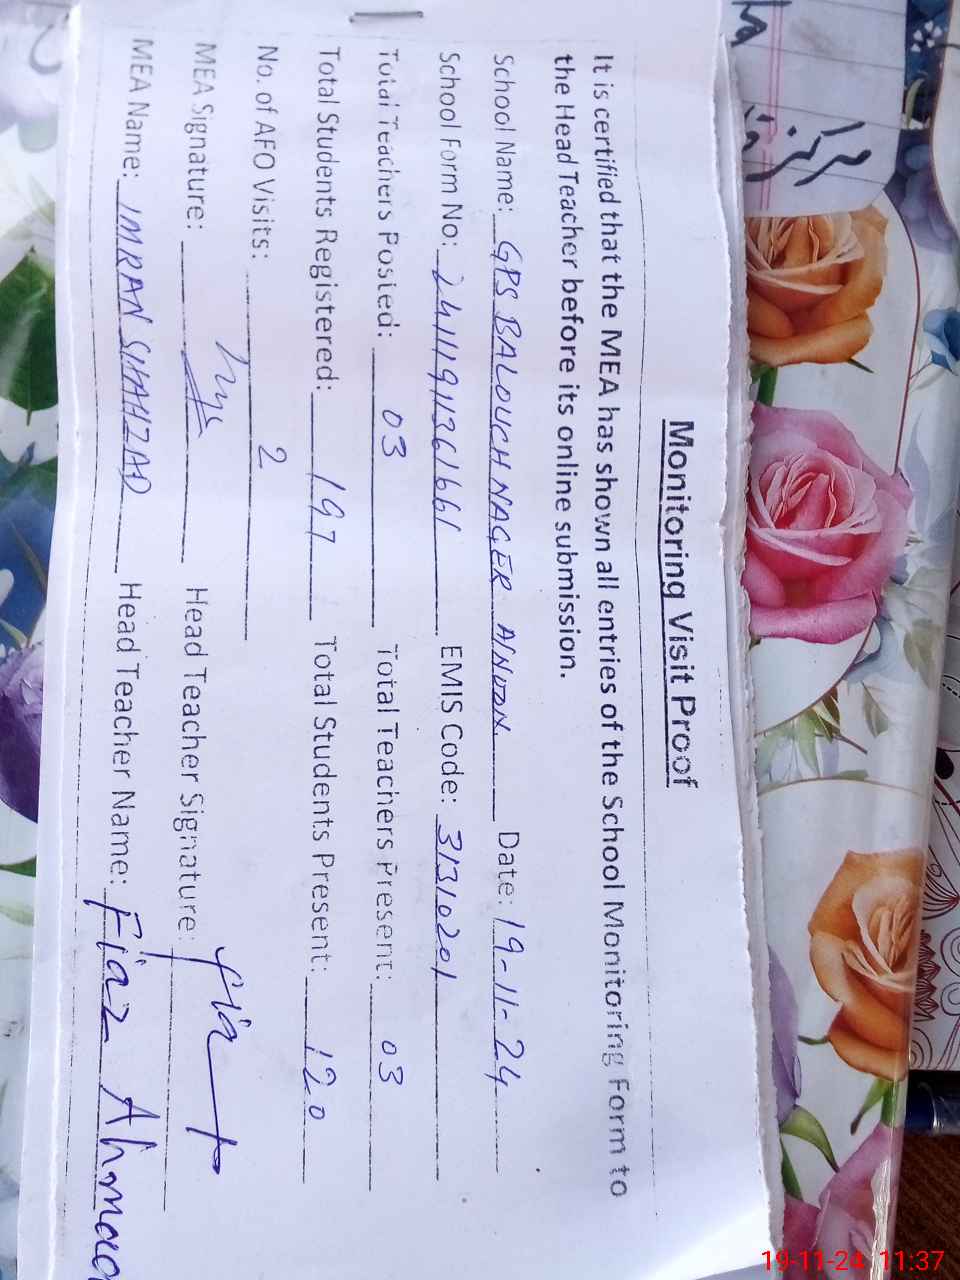 Monitoring Visit Proof
It is certified that the MEA has shown all entries of the School Monitoring Form to
the Head Teacher before its online submission.
School Name: GPS BALOUCH NAGER Date: 19-11-24
School Form No: EMIS Code: 31310201
Total Teachers Posted: 03 Total Teachers Present: 03
Total Students Registered: 197 Total Students Present: 120
No. of AFO Visits: 2
MEA Signature: Head Teacher Signature:
MEA Name: IMRAN SHAHZAD Head Teacher Name: Fiaz Ahmad
19-11-24 11:37